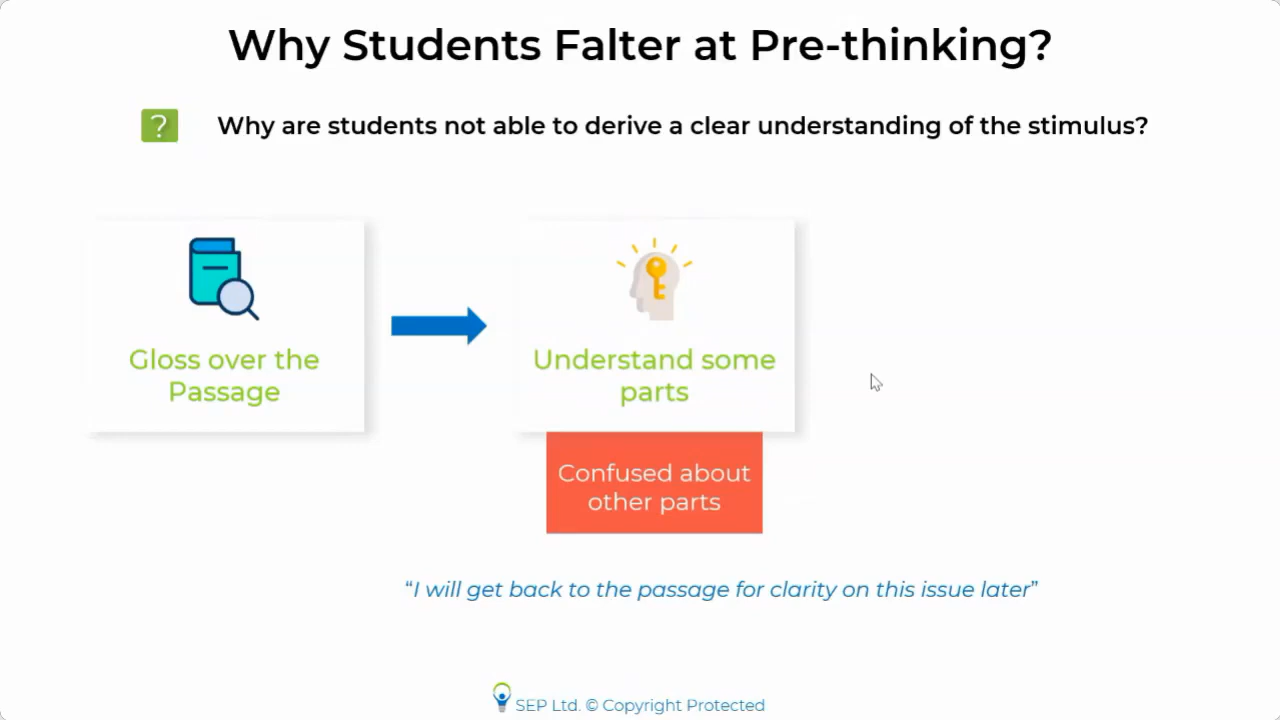 Why Students Falter at Pre-thinking?
? Why are students not able to derive a clear understanding of the stimulus?
Gloss over the
Passage
Understand some
parts
Confused about
other parts
“I will get back to the passage for clarity on this issue later”
SEP Ltd. © Copyright Protected